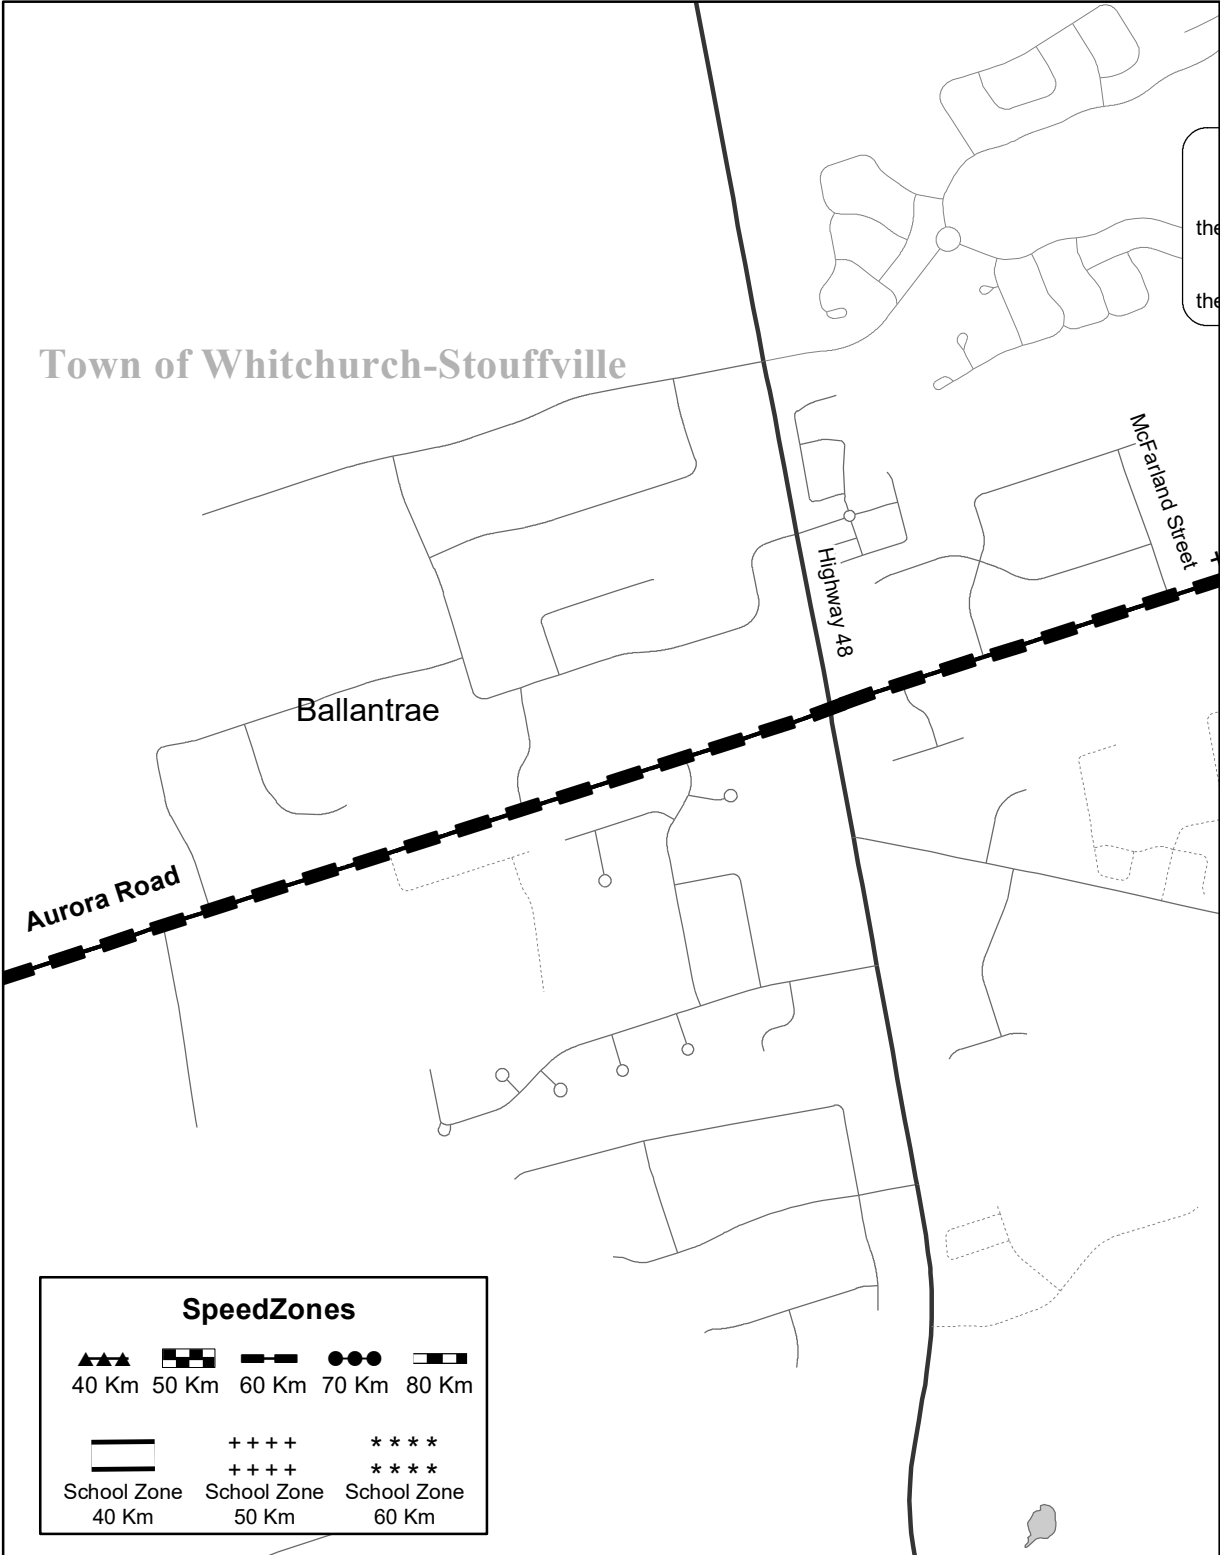 the
the
Town of Whitchurch-Stouffville
McFarland Street
Highway 48
Ballantrae
Aurora Road
SpeedZones
40 Km 50 Km 60 Km 70 Km 80 Km
++++ ****
++++ ****
School Zone School Zone School Zone
40 Km 50 Km 60 Km